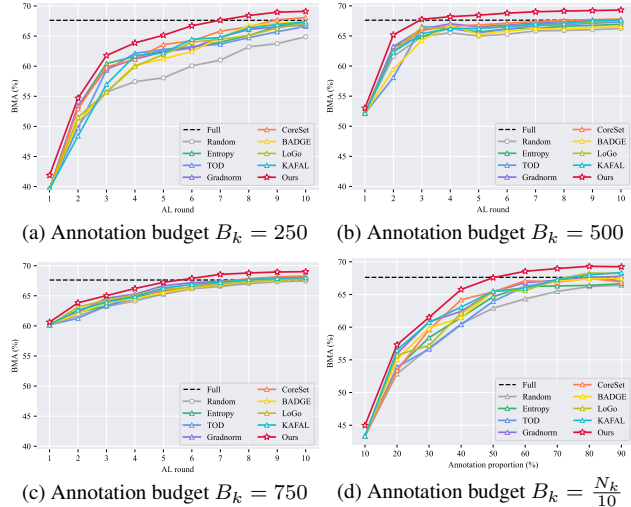 70
65
60
55
50
45
40
BMA (%)
Full
Random
Entropy
TOD
Gradnorm
CoreSet
BADGE
LoGo
KAFAL
Ours
1 2 3 4 5 6 7 8 9 10
AL round
(a) Annotation budget B_k = 250
70
65
60
55
50
45
40
BMA (%)
Full
Random
Entropy
TOD
Gradnorm
CoreSet
BADGE
LoGo
KAFAL
Ours
1 2 3 4 5 6 7 8 9 10
AL round
(b) Annotation budget B_k = 500
70
65
60
55
50
45
40
BMA (%)
Full
Random
Entropy
TOD
Gradnorm
CoreSet
BADGE
LoGo
KAFAL
Ours
1 2 3 4 5 6 7 8 9 10
AL round
(c) Annotation budget B_k = 750
70
65
60
55
50
45
BMA (%)
Full
Random
Entropy
TOD
Gradnorm
CoreSet
BADGE
LoGo
KAFAL
Ours
10 20 30 40 50 60 70 80 90
Annotation proportion (%)
(d) Annotation budget B_k = N_k/10